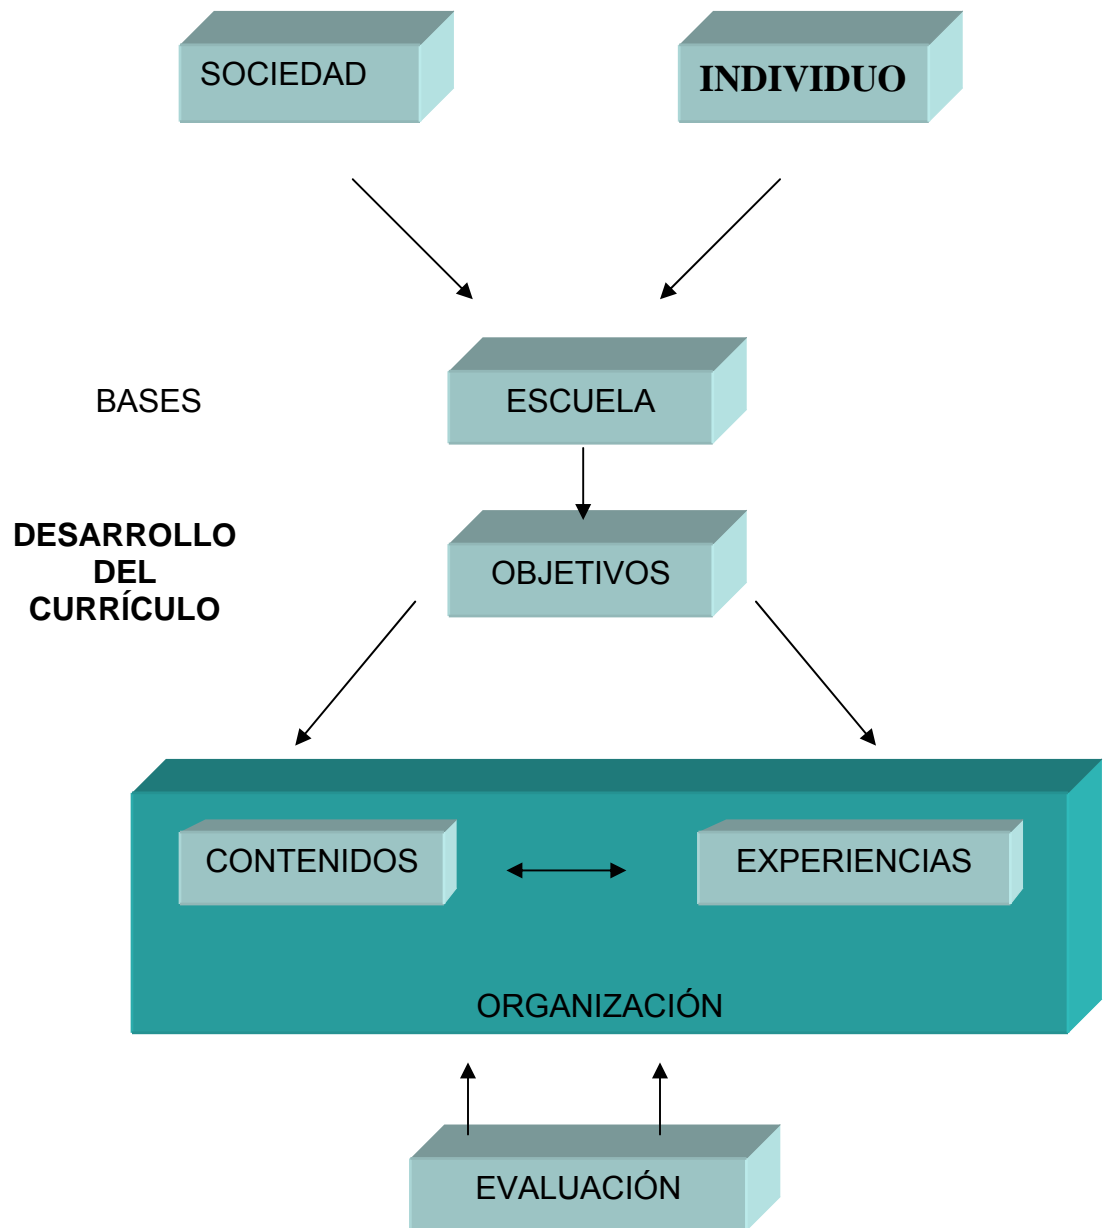 SOCIEDAD
INDIVIDUO
BASES
ESCUELA
DESARROLLO
DEL
CURRÍCULO
OBJETIVOS
CONTENIDOS
EXPERIENCIAS
ORGANIZACIÓN
EVALUACIÓN